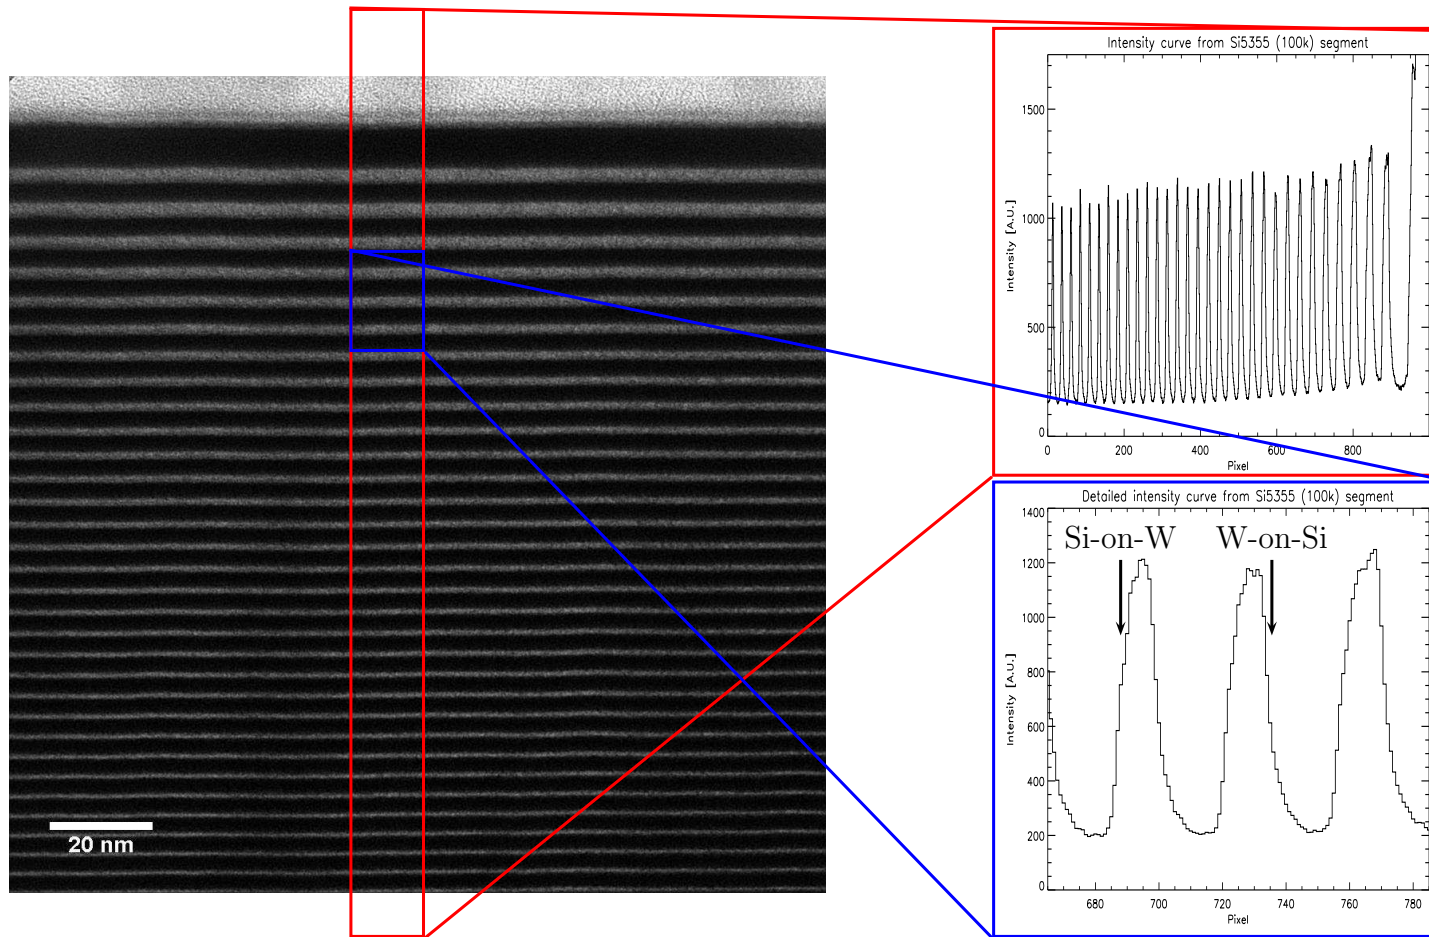 Intensity curve from Si5355 (100k) segment
1500
1000
500
0
Intensity [A.U.]
0 200 400 600 800
Pixel
Detailed intensity curve from Si5355 (100k) segment
Si-on-W W-on-Si
1400
1200
1000
800
600
400
200
0
Intensity [A.U.]
680 700 720 740 760 780
Pixel
20 nm